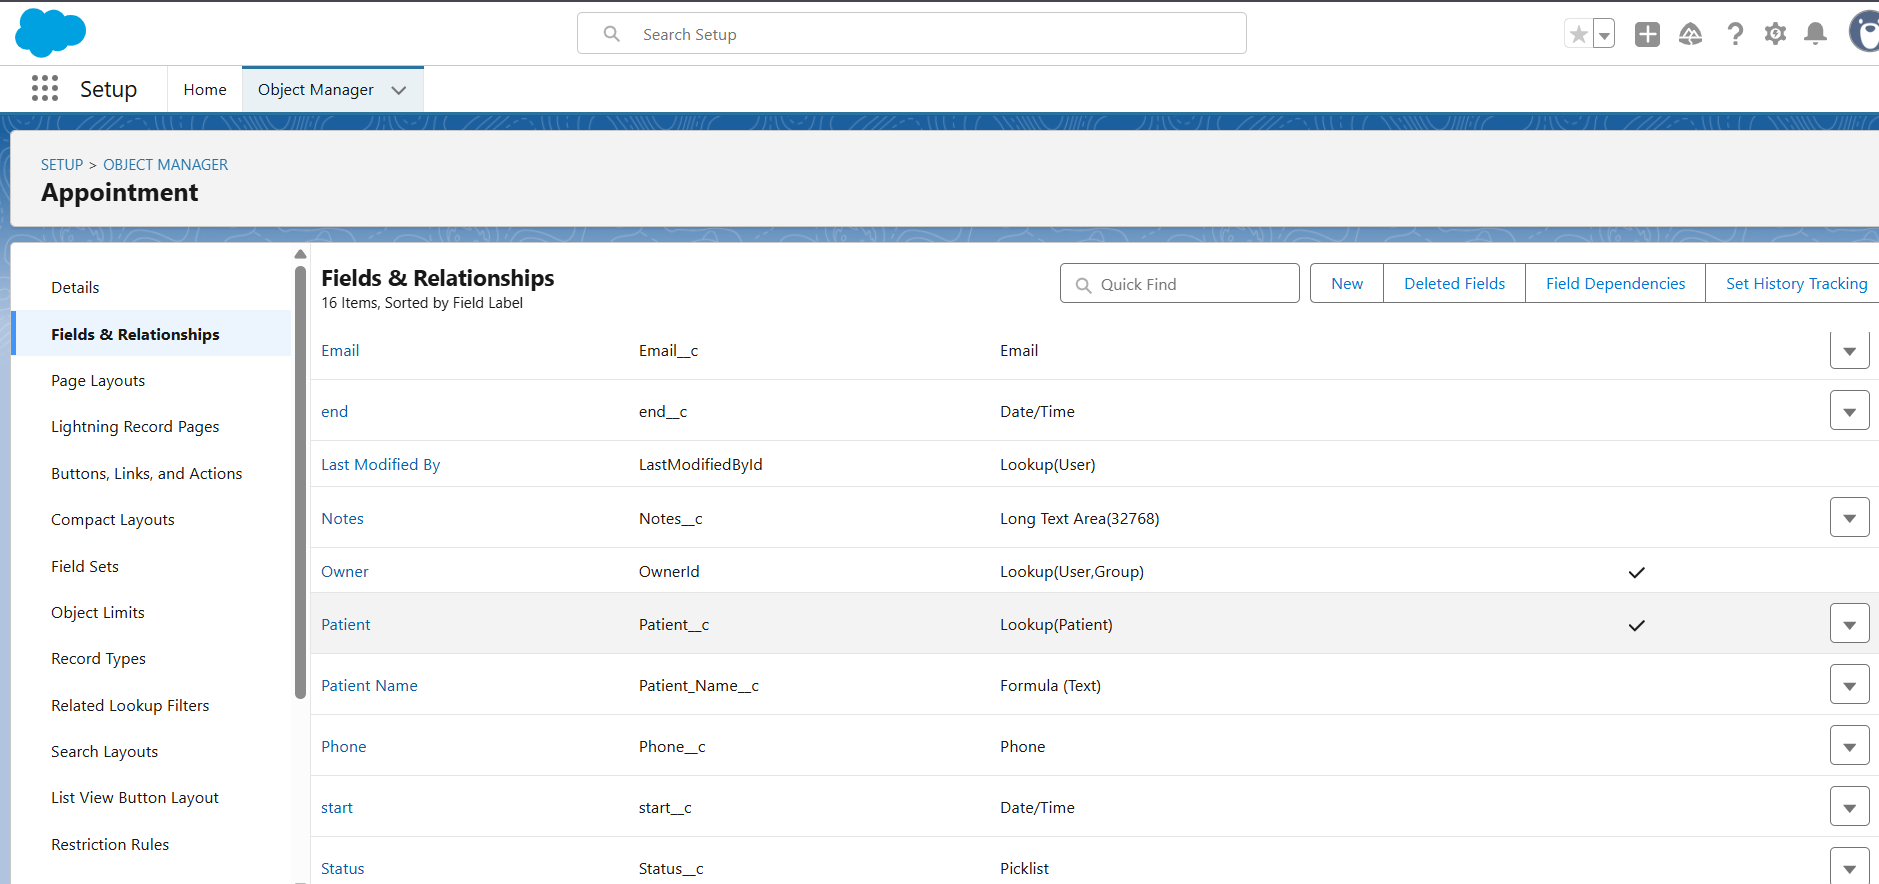 Search Setup
Setup
Home
Object Manager
SETUP > OBJECT MANAGER
Appointment
Details
Fields & Relationships
Page Layouts
Lightning Record Pages
Buttons, Links, and Actions
Compact Layouts
Field Sets
Object Limits
Record Types
Related Lookup Filters
Search Layouts
List View Button Layout
Restriction Rules
Fields & Relationships
16 Items, Sorted by Field Label
Quick Find
New
Deleted Fields
Field Dependencies
Set History Tracking
Email Email__c Email
end end__c Date/Time
Last Modified By LastModifiedById Lookup(User)
Notes Notes__c Long Text Area(32768)
Owner OwnerId Lookup(User,Group)
Patient Patient__c Lookup(Patient)
Patient Name Patient_Name__c Formula (Text)
Phone Phone__c Phone
start start__c Date/Time
Status Status__c Picklist